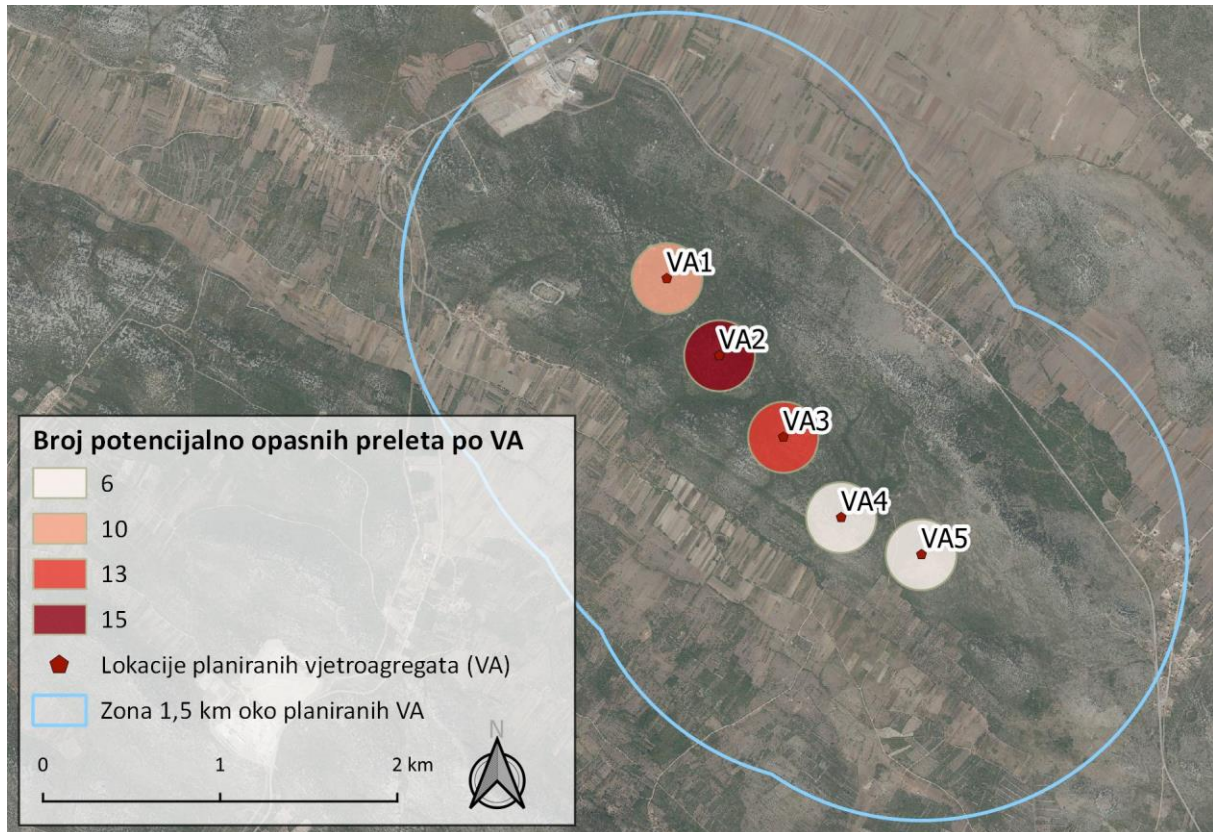 VA1
VA2
VA3
VA4
VA5
Broj potencijalno opasnih preleta po VA
6
10
13
15
Lokacije planiranih vjetroagregata (VA)
Zona 1,5 km oko planiranih VA
N
0 1 2 km